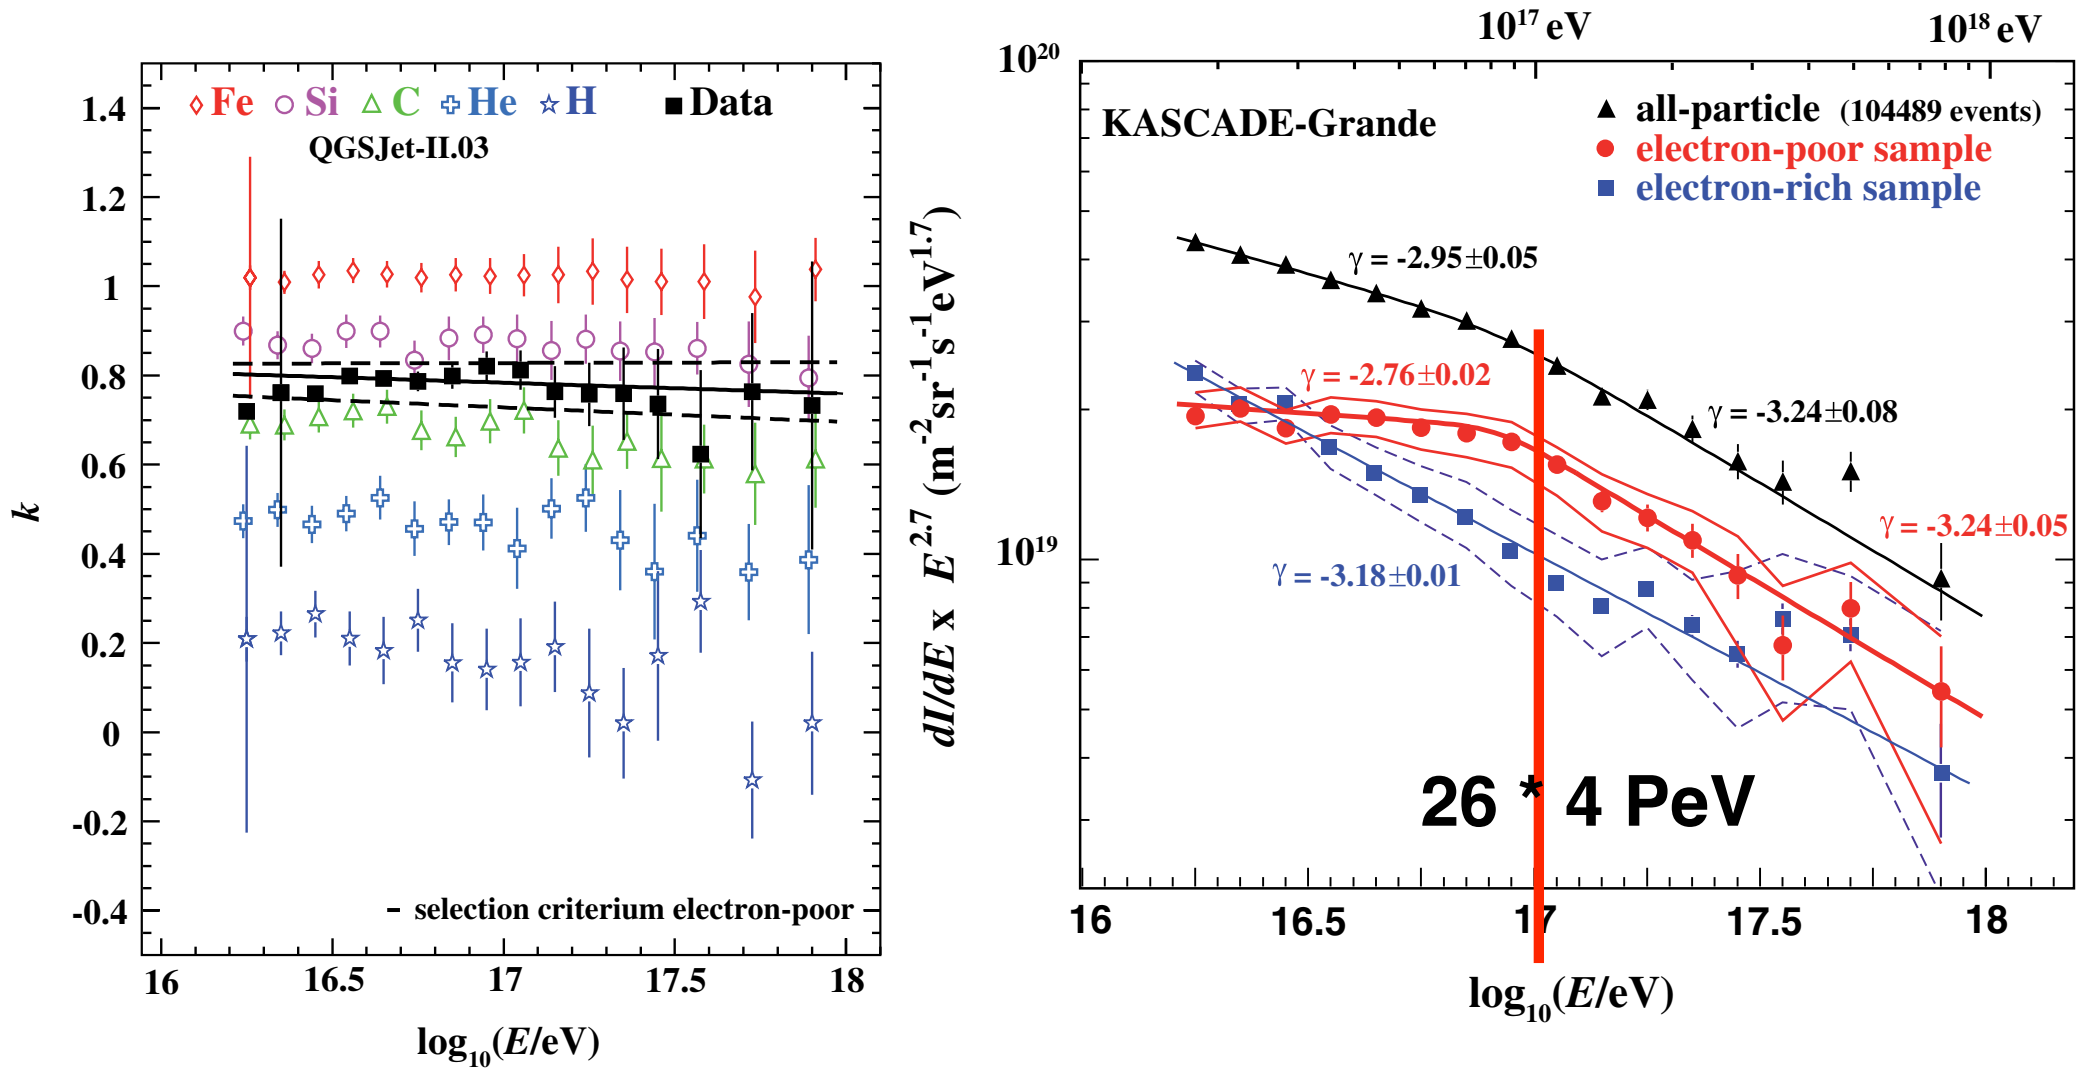 Fe Si C He H Data
QGSJet-II.03
1.4
1.2
1
0.8
0.6
0.4
0.2
0
-0.2
-0.4
k
- selection criterium electron-poor
16 16.5 17 17.5 18
log10(E/eV)
10^17 eV 10^18 eV
10^20
10^19
dI/dE x E^2.7 (m^-2 sr^-1 s^-1 eV^1.7)
KASCADE-Grande
all-particle (104489 events)
electron-poor sample
electron-rich sample
γ = -2.95±0.05
γ = -2.76±0.02
γ = -3.24±0.08
γ = -3.24±0.05
γ = -3.18±0.01
26 * 4 PeV
16 16.5 17 17.5 18
log10(E/eV)